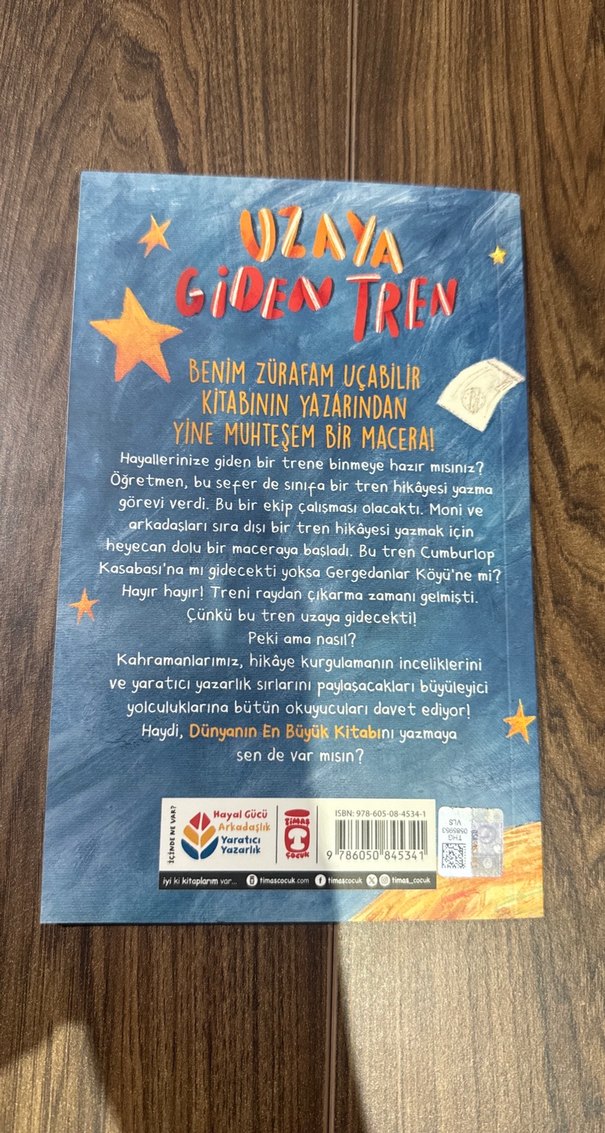 UZAYA
GİDEN TREN
BENİM ZÜRAFAM UÇABİLİR
KİTABININ YAZARINDAN
YİNE MUHTEŞEM BİR MACERA!
Hayallerinize giden bir trene binmeye hazır mısınız?
Öğretmen, bu sefer de sınıfa bir tren hikâyesi yazma
görevi verdi. Bu bir ekip çalışması olacaktı. Moni ve
arkadaşları sıra dışı bir tren hikâyesi yazmak için
heyecan dolu bir maceraya başladı. Bu tren Cumburlop
Kasabası'na mı gidecekti yoksa Gergedanlar Köyü'ne mi?
Hayır hayır! Treni raydan çıkarma zamanı gelmişti.
Çünkü bu tren uzaya gidecekti!
Peki ama nasıl?
Kahramanlarımız, hikâye kurgulamanın inceliklerini
ve yaratıcı yazarlık sırlarını paylaşacakları büyüleyici
yolculuklarına bütün okuyucuları davet ediyor!
Haydi, Dünyanın En Büyük Kitabını yazmaya
sen de var mısın?
İÇİNDE NE VAR?
Hayal Gücü
Arkadaşlık
Yaratıcı
Yazarlık
TİMAŞ
ÇOCUK
ISBN: 978-605-08-4534-1
9 786050 845341
THG
05859953
VLS
iyi ki kitaplarım var... timascocuk.com timascocuk timas_cocuk